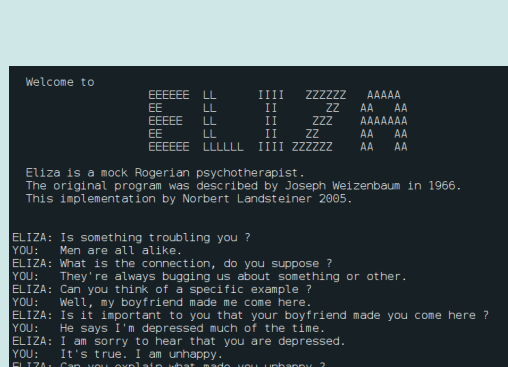 Welcome to
EEEEEE LL IIII ZZZZZZ AAAAA
EE LL II ZZ AA AA
EEEEE LL II ZZZ AAAAAAA
EE LL II ZZ AA AA
EEEEEE LLLLLL IIII ZZZZZZ AA AA
Eliza is a mock Rogerian psychotherapist.
The original program was described by Joseph Weizenbaum in 1966.
This implementation by Norbert Landsteiner 2005.
ELIZA: Is something troubling you ?
YOU: Men are all alike.
ELIZA: What is the connection, do you suppose ?
YOU: They're always bugging us about something or other.
ELIZA: Can you think of a specific example ?
YOU: Well, my boyfriend made me come here.
ELIZA: Is it important to you that your boyfriend made you come here ?
YOU: He says I'm depressed much of the time.
ELIZA: I am sorry to hear that you are depressed.
YOU: It's true. I am unhappy.
ELIZA: Can you explain what made you unhappy ?